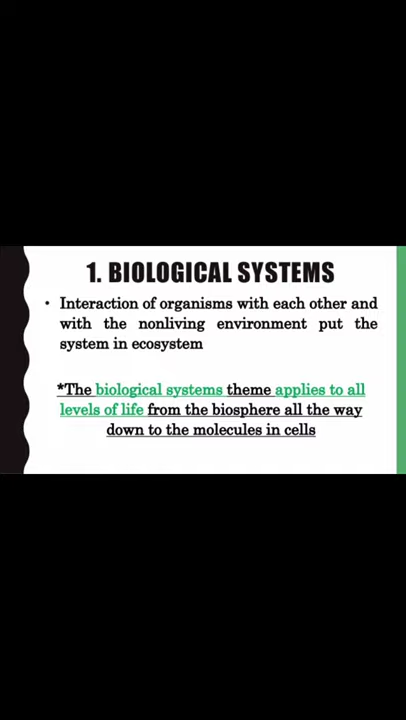 1. BIOLOGICAL SYSTEMS
• Interaction of organisms with each other and
with the nonliving environment put the
system in ecosystem
*The biological systems theme applies to all
levels of life from the biosphere all the way
down to the molecules in cells